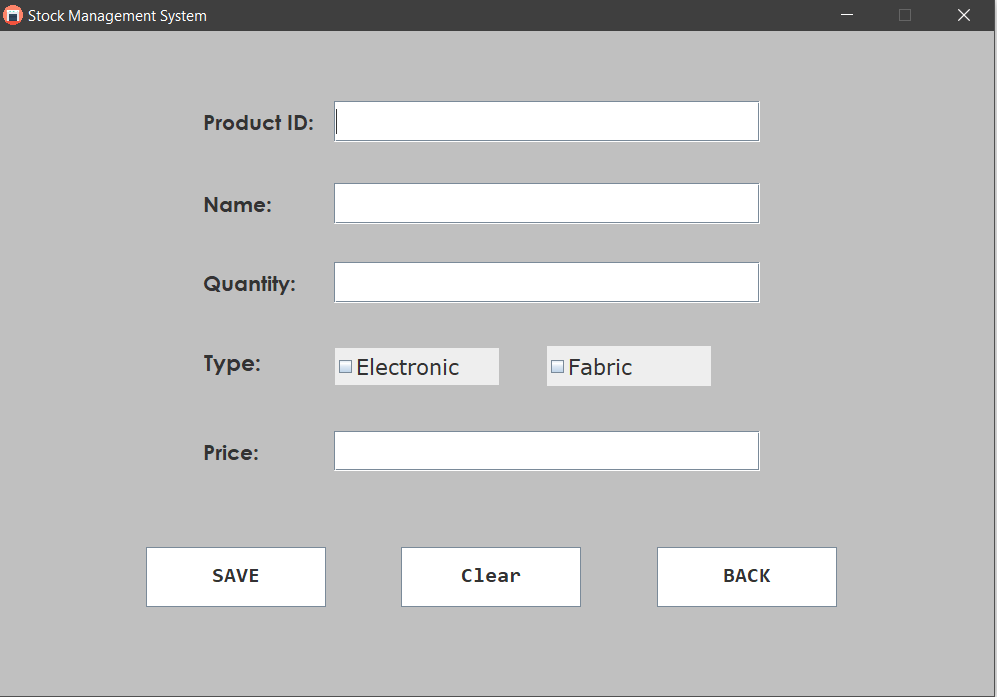 Stock Management System
Product ID:
Name:
Quantity:
Type:
Electronic
Fabric
Price:
SAVE
Clear
BACK